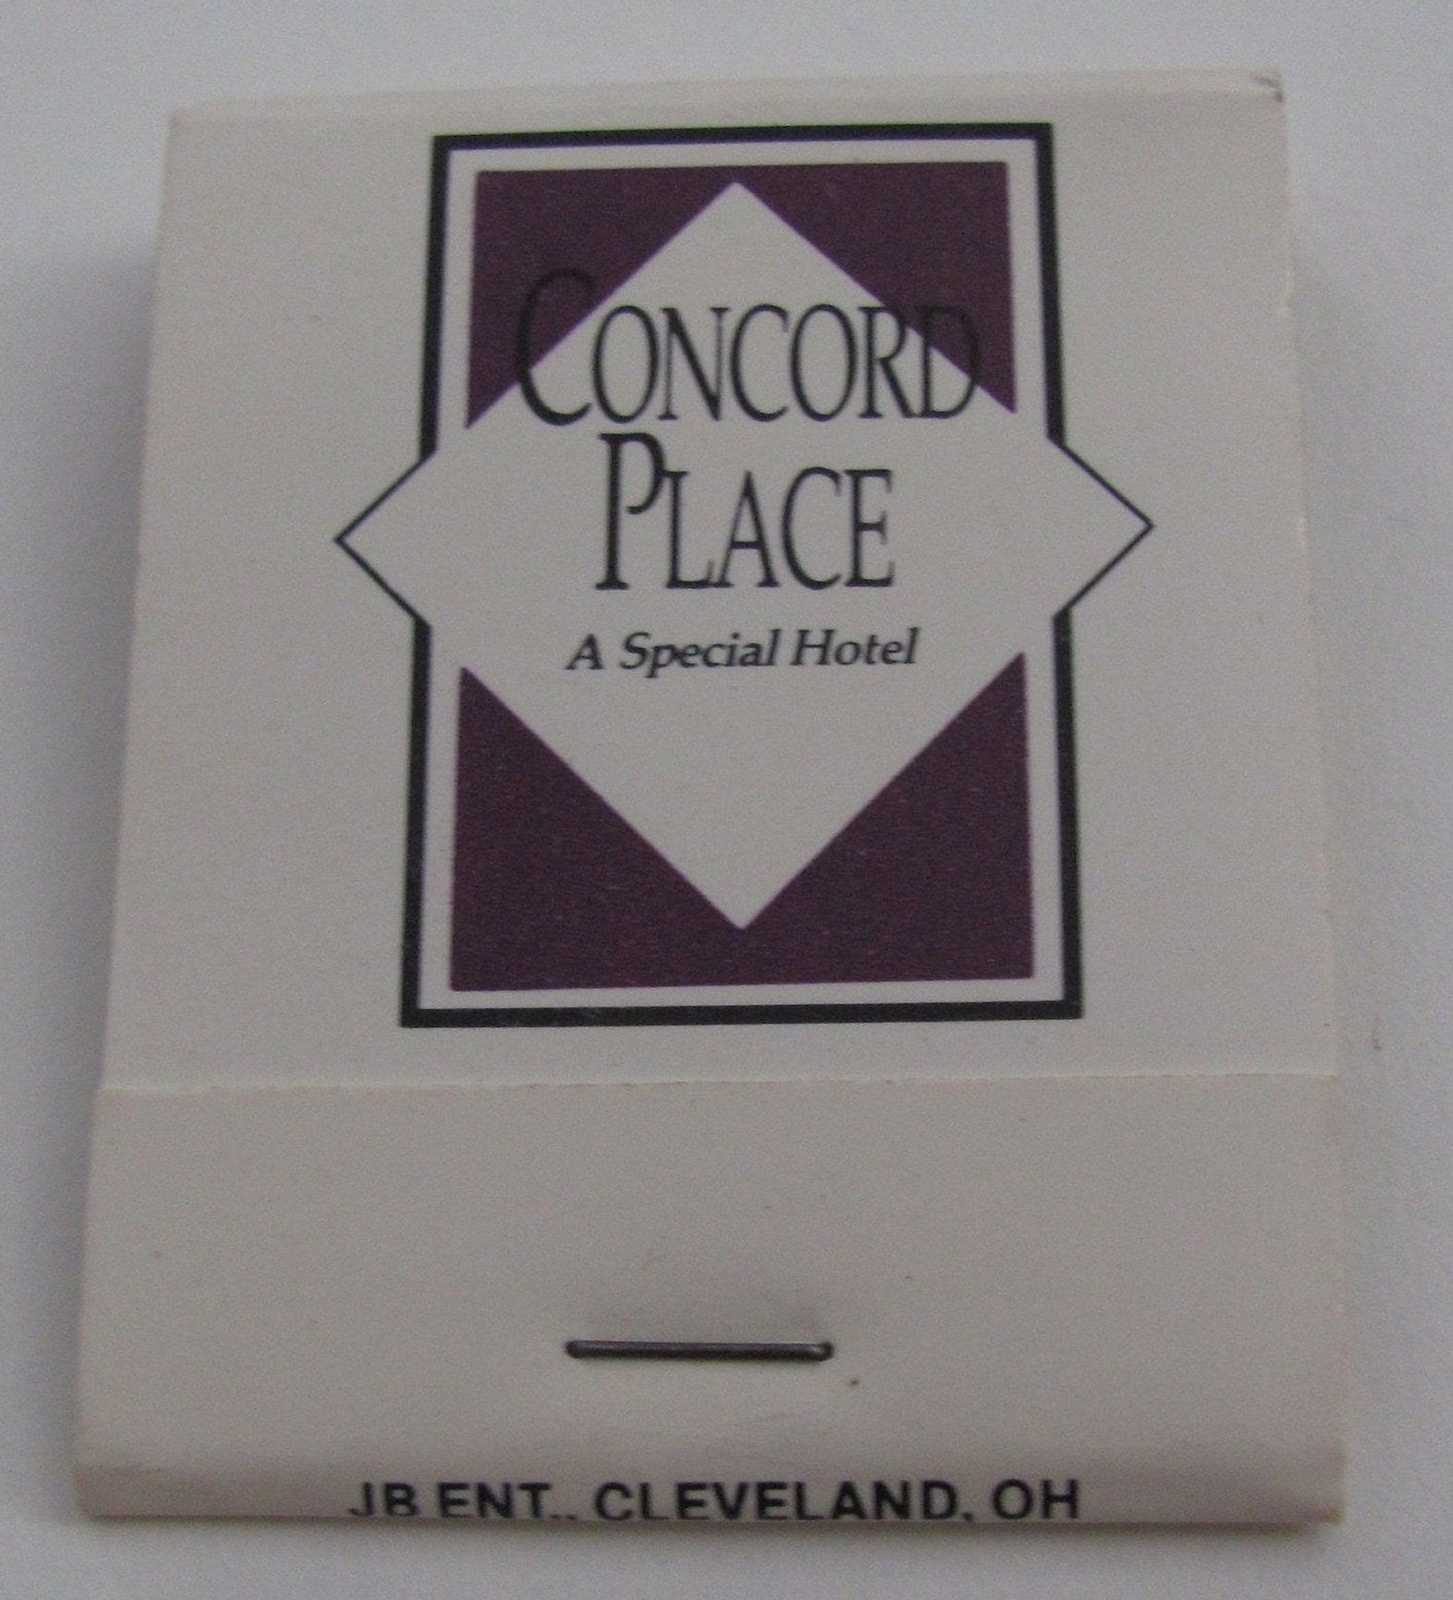 CONCORD
PLACE
A Special Hotel
JB ENT., CLEVELAND, OH